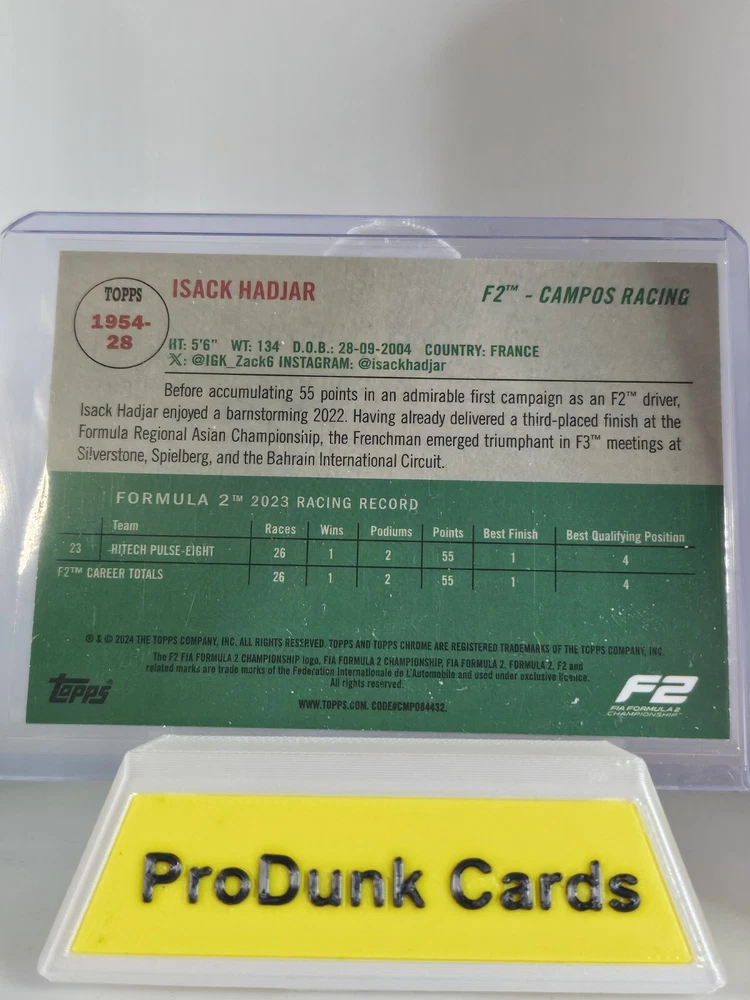 TOPPS
1954-
28
ISACK HADJAR
F2™ - CAMPOS RACING
HT: 5'6" WT: 134 D.O.B.: 28-09-2004 COUNTRY: FRANCE
X: @IGK_Zack6 INSTAGRAM: @isackhadjar
Before accumulating 55 points in an admirable first campaign as an F2™ driver,
Isack Hadjar enjoyed a barnstorming 2022. Having already delivered a third-placed finish at the
Formula Regional Asian Championship, the Frenchman emerged triumphant in F3™ meetings at
Silverstone, Spielberg, and the Bahrain International Circuit.
FORMULA 2™ 2023 RACING RECORD
Team Races Wins Podiums Points Best Finish Best Qualifying Position
23 HITECH PULSE-EIGHT 26 1 2 55 1 4
F2™ CAREER TOTALS 26 1 2 55 1 4
® & © 2024 THE TOPPS COMPANY, INC. ALL RIGHTS RESERVED. TOPPS AND TOPPS CHROME ARE REGISTERED TRADEMARKS OF THE TOPPS COMPANY, INC.
The F2 FIA FORMULA 2 CHAMPIONSHIP logo, FIA FORMULA 2 CHAMPIONSHIP, FIA FORMULA 2, FORMULA 2, F2 and
related marks are trade marks of the Federation Internationale de L'Automobile and used under exclusive licence.
All rights reserved.
WWW.TOPPS.COM. CODE#CMP084432.
topps®
F2
FIA FORMULA 2
CHAMPIONSHIP™
ProDunk Cards